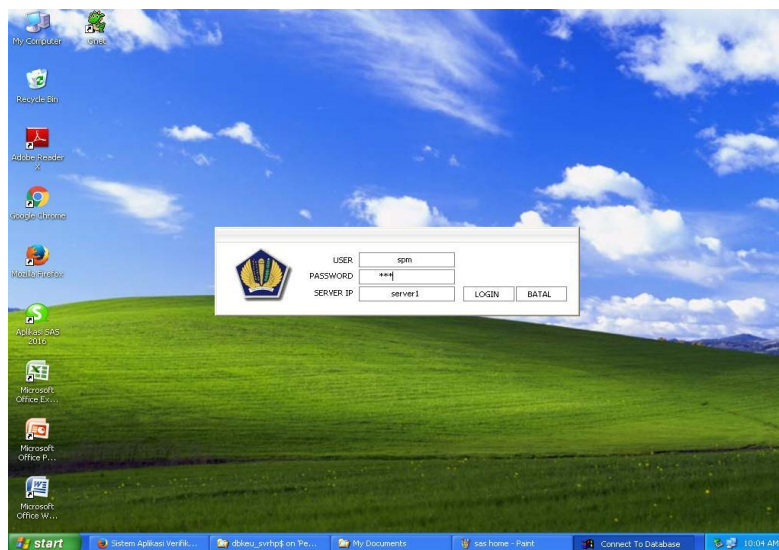 My Computer
Recycle Bin
Adobe Reader
X
Google Chrome
Mozilla Firefox
Aplikasi SAS
2016
Microsoft
Office Ex...
Microsoft
Office P...
Microsoft
Office W...
USER spm
PASSWORD ***
SERVER IP server1 LOGIN BATAL
start Sistem Aplikasi Verifik... dbkeu_svrhp$ on 'Pe... My Documents sas home - Paint Connect To Database 10:04 AM